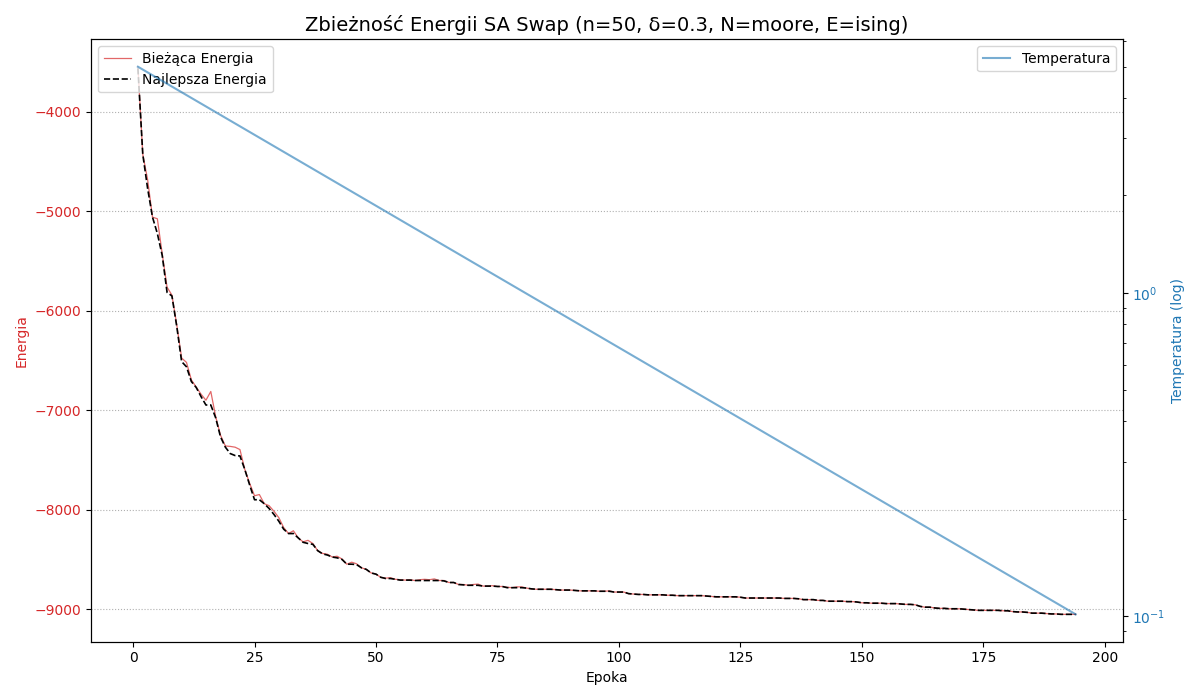 Zbieżność Energii SA Swap (n=50, δ=0.3, N=moore, E=ising)
Bieżąca Energia
Najlepsza Energia
Temperatura
−4000
−5000
−6000
−7000
−8000
−9000
Energia
10⁰
10⁻¹
Temperatura (log)
0 25 50 75 100 125 150 175 200
Epoka